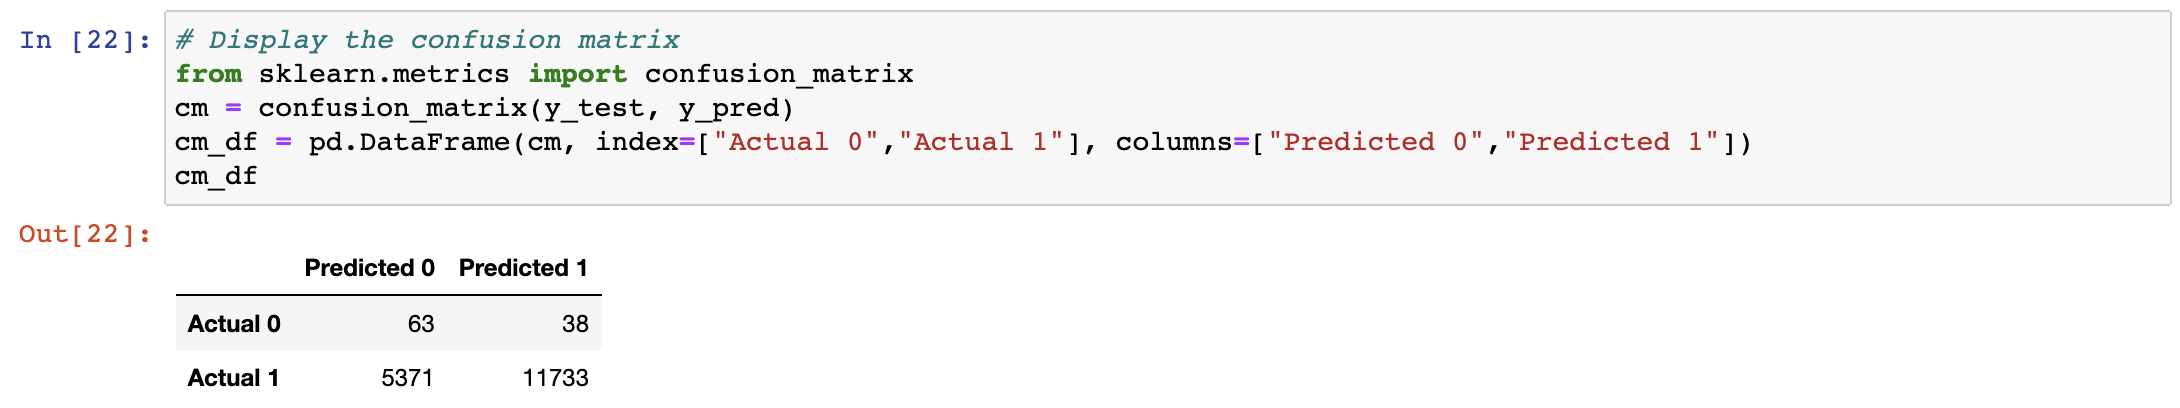 In [22]: # Display the confusion matrix
from sklearn.metrics import confusion_matrix
cm = confusion_matrix(y_test, y_pred)
cm_df = pd.DataFrame(cm, index=["Actual 0","Actual 1"], columns=["Predicted 0","Predicted 1"])
cm_df
Out[22]:
Predicted 0 Predicted 1
Actual 0 63 38
Actual 1 5371 11733